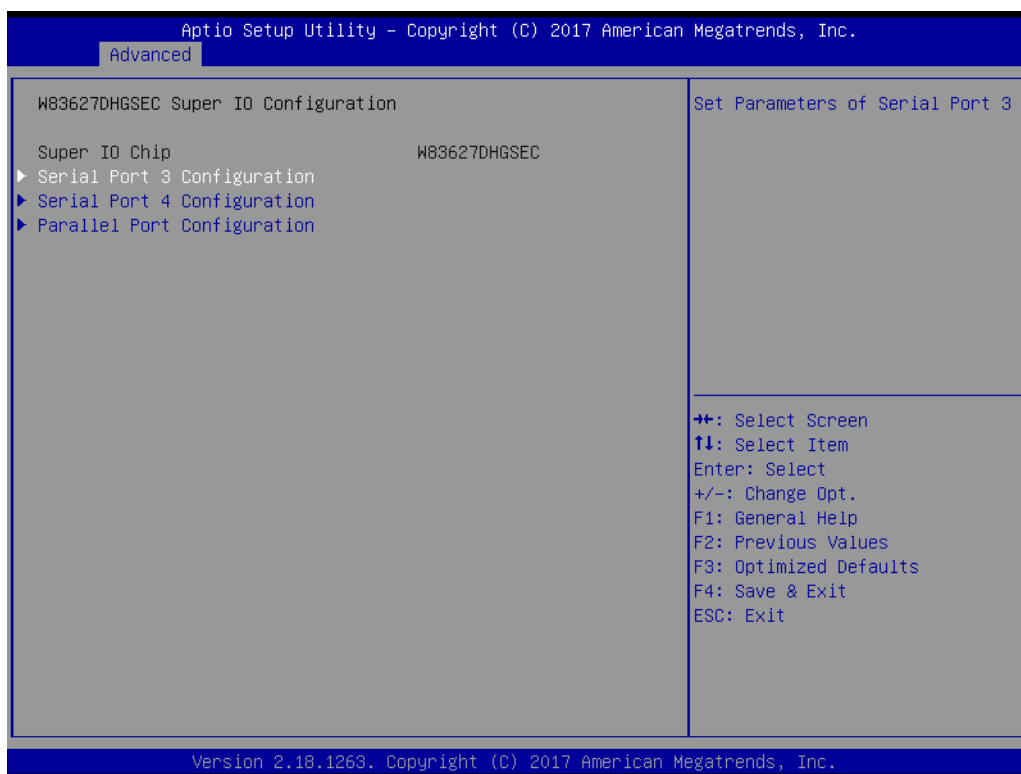 Aptio Setup Utility – Copyright (C) 2017 American Megatrends, Inc.
Advanced
W83627DHGSEC Super IO Configuration
Super IO Chip W83627DHGSEC
▶ Serial Port 3 Configuration
▶ Serial Port 4 Configuration
▶ Parallel Port Configuration
Set Parameters of Serial Port 3
→←: Select Screen
↑↓: Select Item
Enter: Select
+/-: Change Opt.
F1: General Help
F2: Previous Values
F3: Optimized Defaults
F4: Save & Exit
ESC: Exit
Version 2.18.1263. Copyright (C) 2017 American Megatrends, Inc.